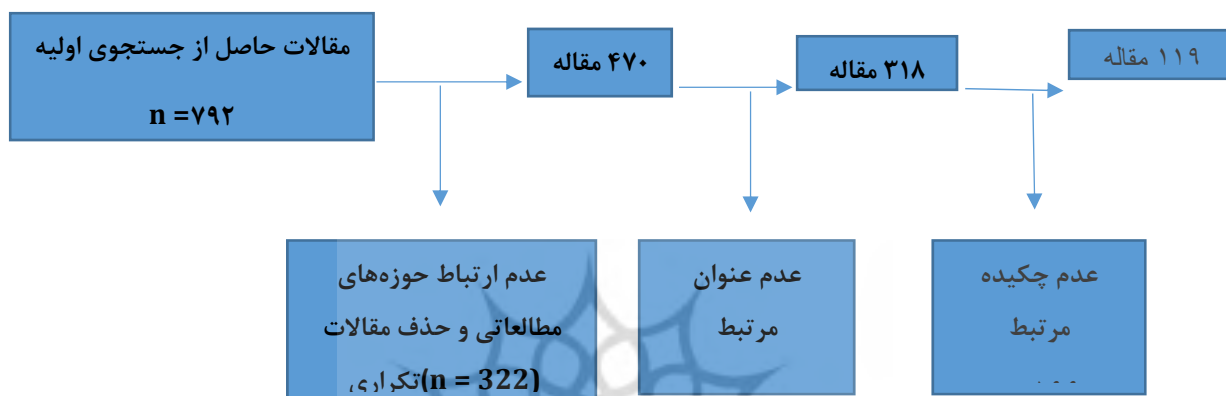 مقالات حاصل از جستجوی اولیه
n =۷۹۲
۴۷۰ مقاله
۳۱۸ مقاله
۱۱۹ مقاله
عدم ارتباط حوزه‌های
مطالعاتی و حذف مقالات
تکراری(n = 322)
عدم عنوان
مرتبط
عدم چکیده
مرتبط